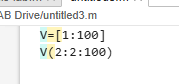 AB Drive/untitled3.m
V=[1:100]
V(2:2:100)